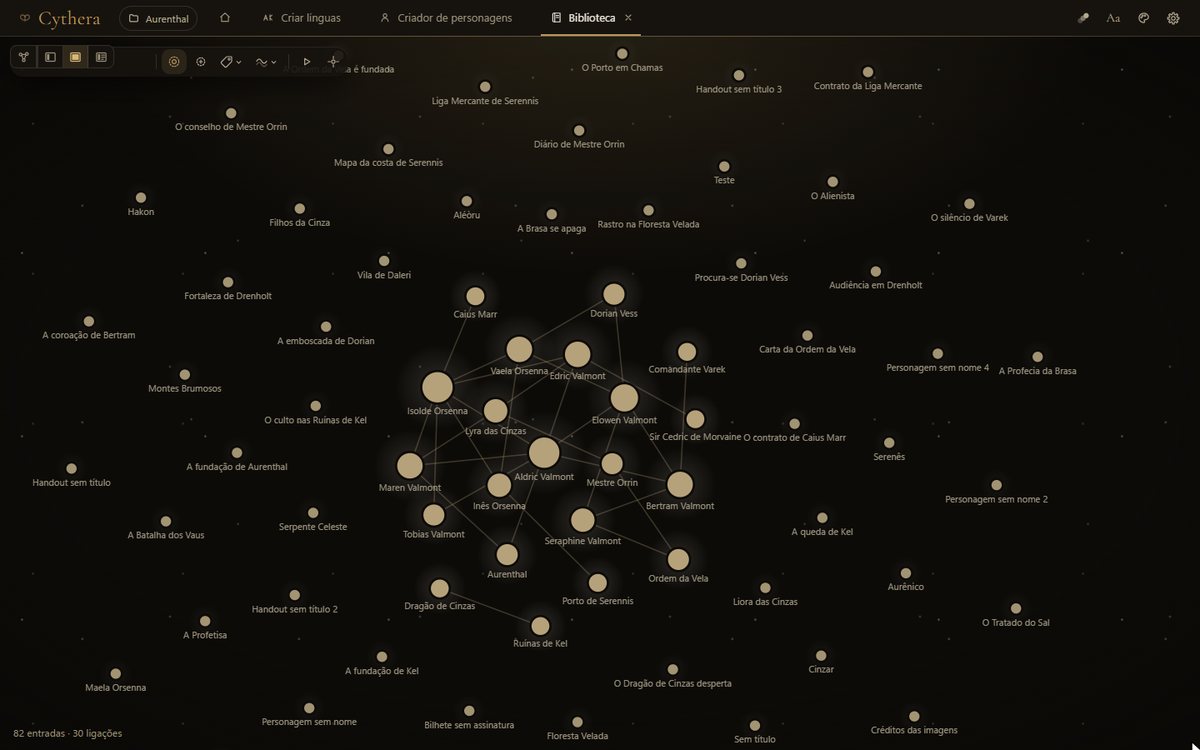 Cythera
Aurenthal
Criar línguas
Criador de personagens
Biblioteca
Aa
é fundada
O Porto em Chamas
Handout sem título 3
Contrato da Liga Mercante
Liga Mercante de Serennis
O conselho de Mestre Orrin
Diário de Mestre Orrin
Mapa da costa de Serennis
Teste
O Alienista
Hakon
Filhos da Cinza
Aléòru
A Brasa se apaga
Rastro na Floresta Velada
O silêncio de Varek
Vila de Daleri
Procura-se Dorian Vess
Audiência em Drenholt
Fortaleza de Drenholt
Caius Marr
Dorian Vess
A coroação de Bertram
A emboscada de Dorian
Carta da Ordem da Vela
Vaela Orsenna
Edric Valmont
Comandante Varek
Personagem sem nome 4
A Profecia da Brasa
Montes Brumosos
Isolde Orsenna
O culto nas Ruínas de Kel
Lyra das Cinzas
Elowen Valmont
Sir Cedric de Morvaine
O contrato de Caius Marr
Serenês
A fundação de Aurenthal
Handout sem título
Maren Valmont
Aldric Valmont
Mestre Orrin
Inês Orsenna
Bertram Valmont
Personagem sem nome 2
A Batalha dos Vaus
Serpente Celeste
Tobias Valmont
Seraphine Valmont
A queda de Kel
Aurenthal
Ordem da Vela
Aurênico
Handout sem título 2
Dragão de Cinzas
Porto de Serennis
Liora das Cinzas
O Tratado do Sal
A Profetisa
Ruínas de Kel
A fundação de Kel
Cinzar
Maela Orsenna
O Dragão de Cinzas desperta
Personagem sem nome
Bilhete sem assinatura
Floresta Velada
Sem título
Créditos das imagens
82 entradas · 30 ligações